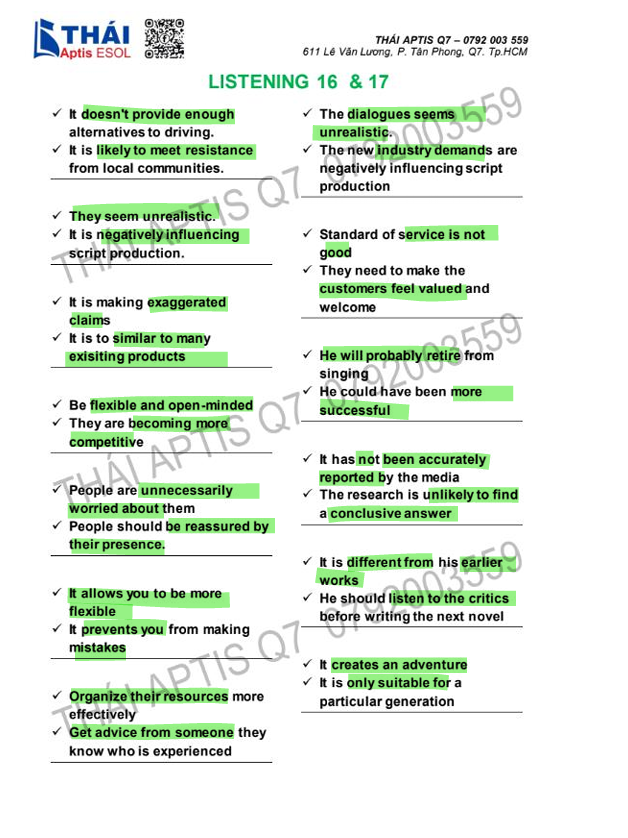 THÁI
Aptis ESOL
THÁI APTIS Q7 – 0792 003 559
611 Lê Văn Lương, P. Tân Phong, Q7. Tp.HCM
LISTENING 16 & 17
✓ It doesn't provide enough
alternatives to driving.
✓ It is likely to meet resistance
from local communities.
✓ They seem unrealistic.
✓ It is negatively influencing
script production.
✓ It is making exaggerated
claims
✓ It is to similar to many
exisiting products
✓ Be flexible and open-minded
✓ They are becoming more
competitive
✓ People are unnecessarily
worried about them
✓ People should be reassured by
their presence.
✓ It allows you to be more
flexible
✓ It prevents you from making
mistakes
✓ Organize their resources more
effectively
✓ Get advice from someone they
know who is experienced
✓ The dialogues seems
unrealistic.
✓ The new industry demands are
negatively influencing script
production
✓ Standard of service is not
good
✓ They need to make the
customers feel valued and
welcome
✓ He will probably retire from
singing
✓ He could have been more
successful
✓ It has not been accurately
reported by the media
✓ The research is unlikely to find
a conclusive answer
✓ It is different from his earlier
works
✓ He should listen to the critics
before writing the next novel
✓ It creates an adventure
✓ It is only suitable for a
particular generation
THÁI APTIS Q7 0792003559
THÁI APTIS Q7 0792003559
THÁI APTIS Q7 0792003559